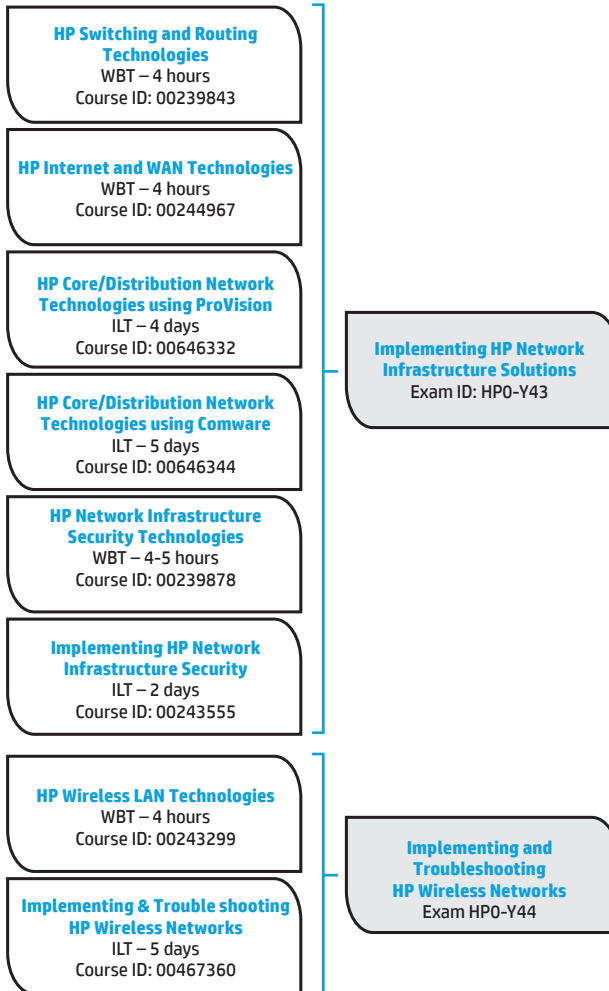 HP Switching and Routing
Technologies
WBT – 4 hours
Course ID: 00239843
HP Internet and WAN Technologies
WBT – 4 hours
Course ID: 00244967
HP Core/Distribution Network
Technologies using ProVision
ILT – 4 days
Course ID: 00646332
HP Core/Distribution Network
Technologies using Comware
ILT – 5 days
Course ID: 00646344
HP Network Infrastructure
Security Technologies
WBT – 4-5 hours
Course ID: 00239878
Implementing HP Network
Infrastructure Security
ILT – 2 days
Course ID: 00243555
Implementing HP Network
Infrastructure Solutions
Exam ID: HP0-Y43
HP Wireless LAN Technologies
WBT – 4 hours
Course ID: 00243299
Implementing & Trouble shooting
HP Wireless Networks
ILT – 5 days
Course ID: 00467360
Implementing and
Troubleshooting
HP Wireless Networks
Exam HP0-Y44